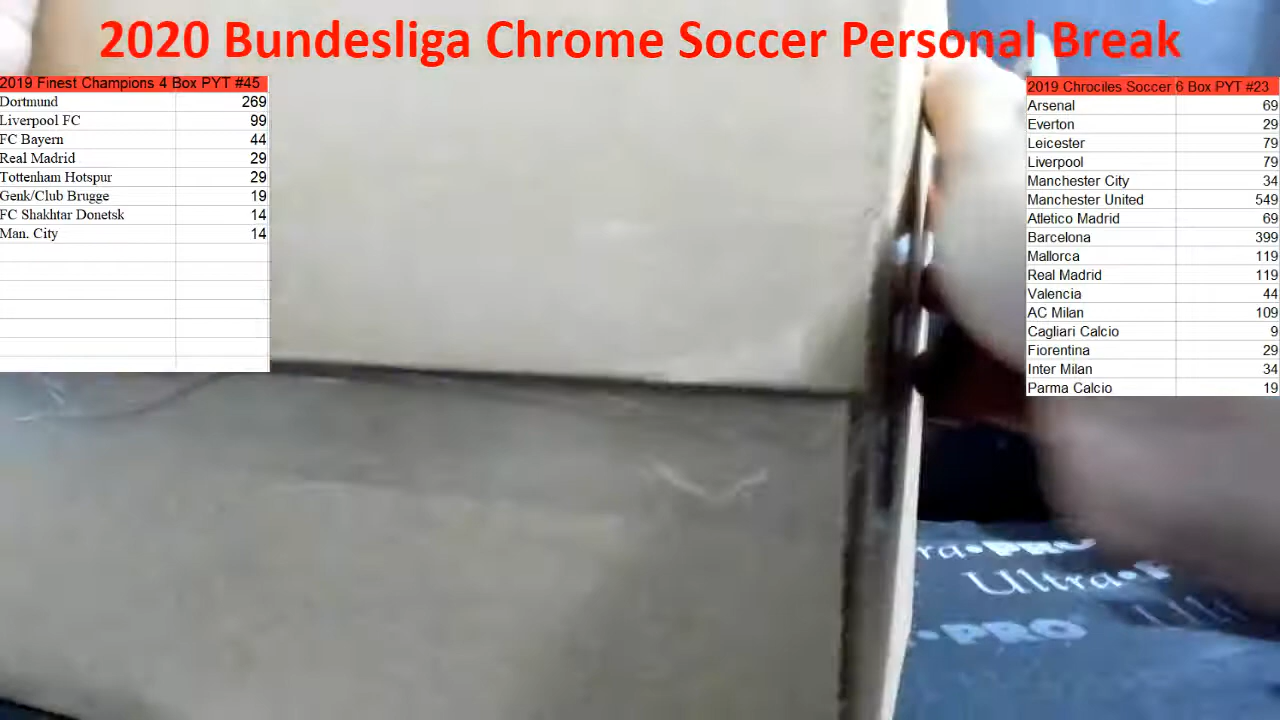 2020 Bundesliga Chrome Soccer Personal Break
2019 Finest Champions 4 Box PYT #45
Dortmund 269
Liverpool FC 99
FC Bayern 44
Real Madrid 29
Tottenham Hotspur 29
Genk/Club Brugge 19
FC Shakhtar Donetsk 14
Man. City 14
2019 Chrociles Soccer 6 Box PYT #23
Arsenal 69
Everton 29
Leicester 79
Liverpool 79
Manchester City 34
Manchester United 549
Atletico Madrid 69
Barcelona 399
Mallorca 119
Real Madrid 119
Valencia 44
AC Milan 109
Cagliari Calcio 9
Fiorentina 29
Inter Milan 34
Parma Calcio 19
ra•PRO
Ultra•P
•PRO